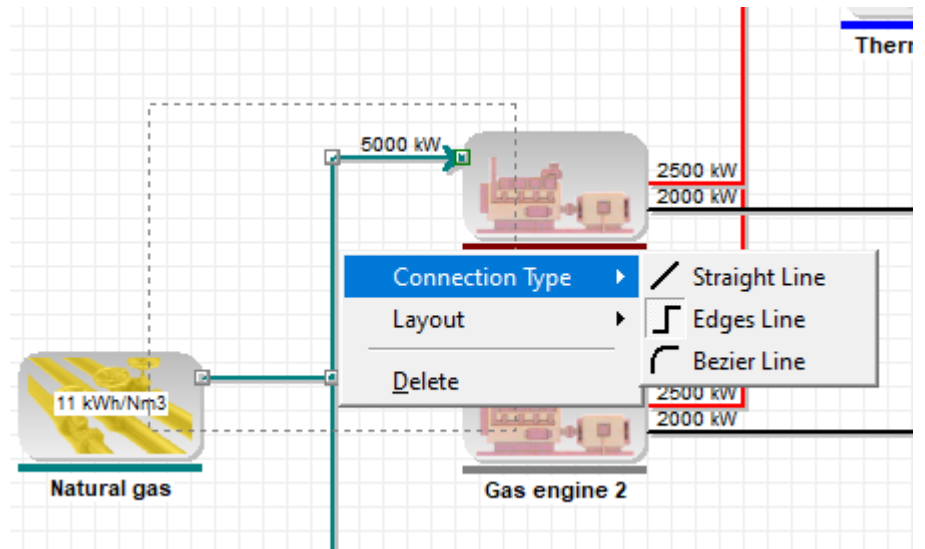 Therr
5000 kW
2500 kW
2000 kW
Connection Type
Straight Line
Layout
Edges Line
Bezier Line
Delete
11 kWh/Nm3
2500 kW
2000 kW
Natural gas
Gas engine 2